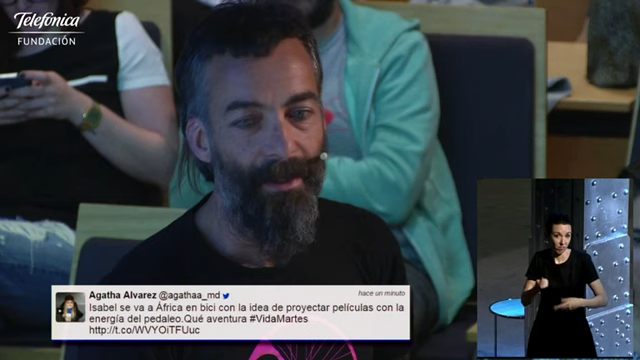 Telefónica
FUNDACIÓN
Agatha Alvarez @agathaa_md
hace un minuto
Isabel se va a África en bici con la idea de proyectar películas con la
energía del pedaleo.Qué aventura #VidaMartes
http://t.co/WVYOiTFUuc